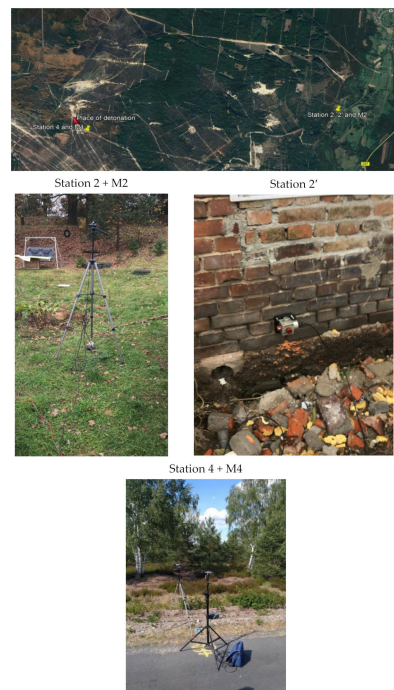 Place of detonation
Station 4 and M4
Station 2, 2' and M2
Station 2 + M2
Station 2′
Station 4 + M4